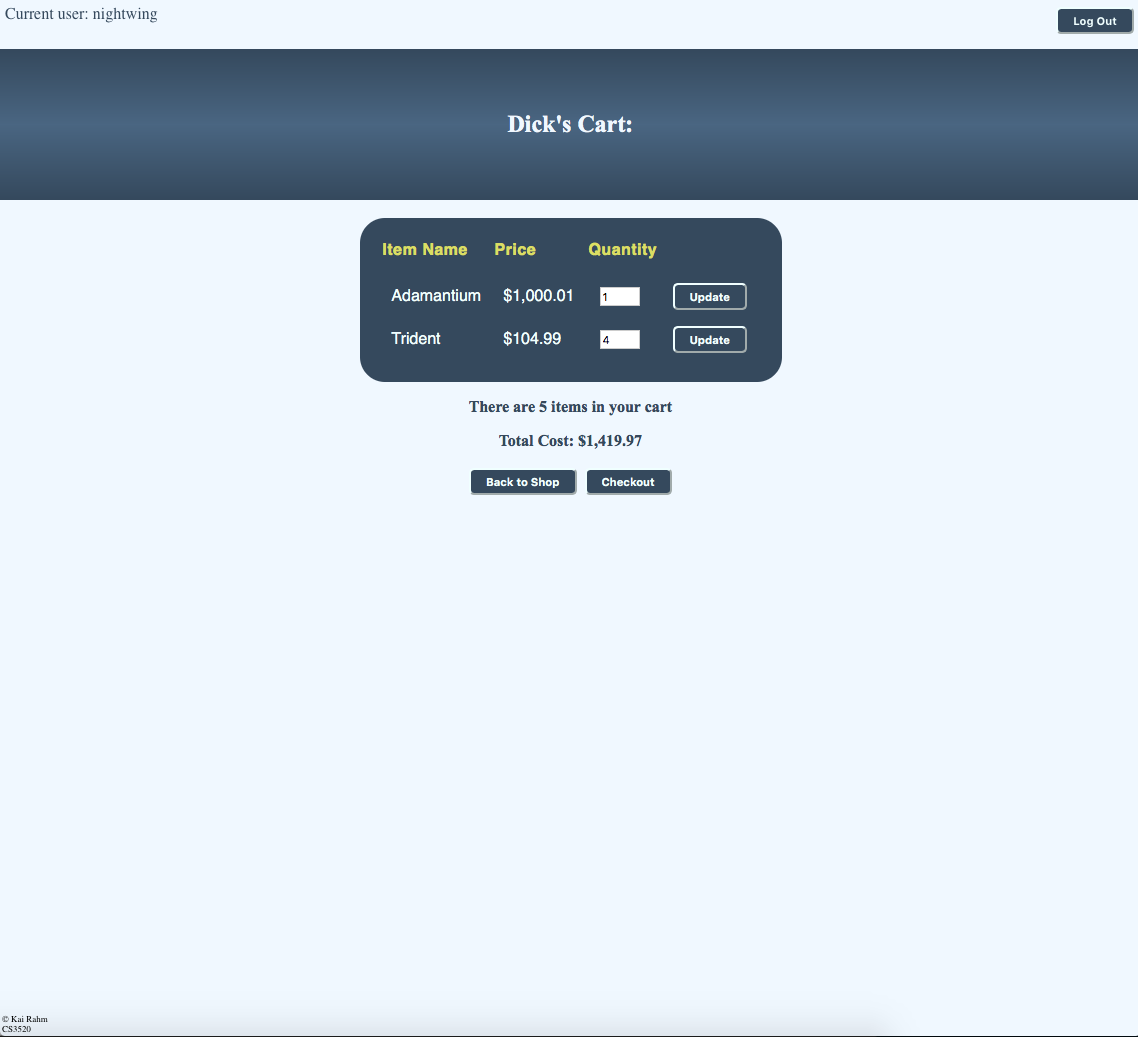 Current user: nightwing
Log Out
Dick's Cart:
Item Name Price Quantity
Adamantium $1,000.01 1 Update
Trident $104.99 4 Update
There are 5 items in your cart
Total Cost: $1,419.97
Back to Shop Checkout
© Kai Rahm
CS3520